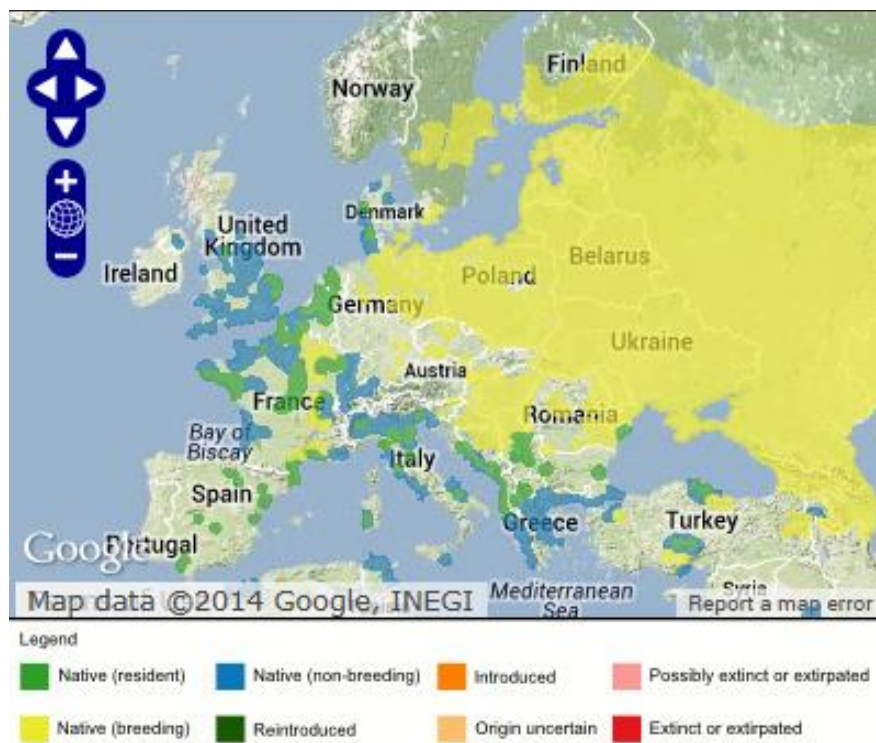 Norway
Finland
United
Kingdom
Denmark
Ireland
Germany
Poland
Belarus
Ukraine
Austria
France
Romania
Bay of
Biscay
Italy
Spain
Portugal
Greece
Turkey
Google
Mediterranean
Sea
Syria
Map data ©2014 Google, INEGI
Report a map error
Legend
Native (resident)
Native (non-breeding)
Introduced
Possibly extinct or extirpated
Native (breeding)
Reintroduced
Origin uncertain
Extinct or extirpated